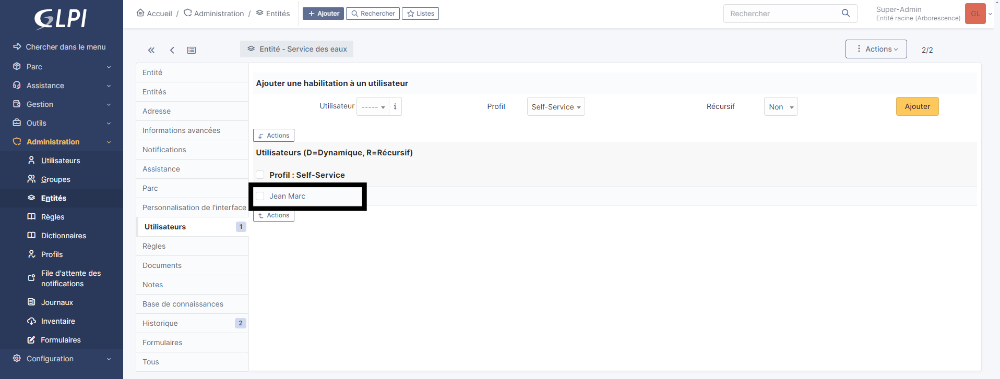 GLPI
Accueil / Administration / Entités
Ajouter
Rechercher
Listes
Rechercher
Super-Admin
Entité racine (Arborescence)
GL
Chercher dans le menu
Parc
Assistance
Gestion
Outils
Administration
Utilisateurs
Groupes
Entités
Règles
Dictionnaires
Profils
File d'attente des
notifications
Journaux
Inventaire
Formulaires
Configuration
Entité - Service des eaux
Actions
2/2
Entité
Entités
Adresse
Informations avancées
Notifications
Assistance
Parc
Personnalisation de l'interface
Utilisateurs 1
Règles
Documents
Notes
Base de connaissances
Historique 2
Formulaires
Tous
Ajouter une habilitation à un utilisateur
Utilisateur ----- i Profil Self-Service Récursif Non Ajouter
Actions
Utilisateurs (D=Dynamique, R=Récursif)
Profil : Self-Service
Jean Marc
Actions